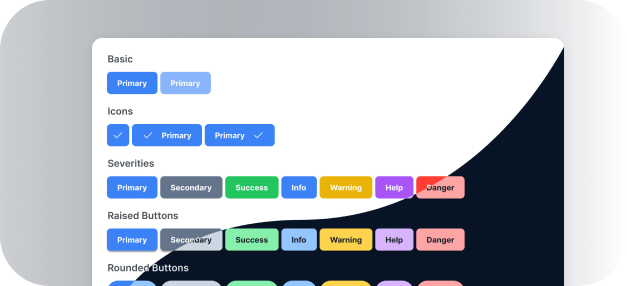 Basic
Primary Primary
Icons
Primary Primary
Severities
Primary Secondary Success Info Warning Help Danger
Raised Buttons
Primary Secondary Success Info Warning Help Danger
Rounded Buttons